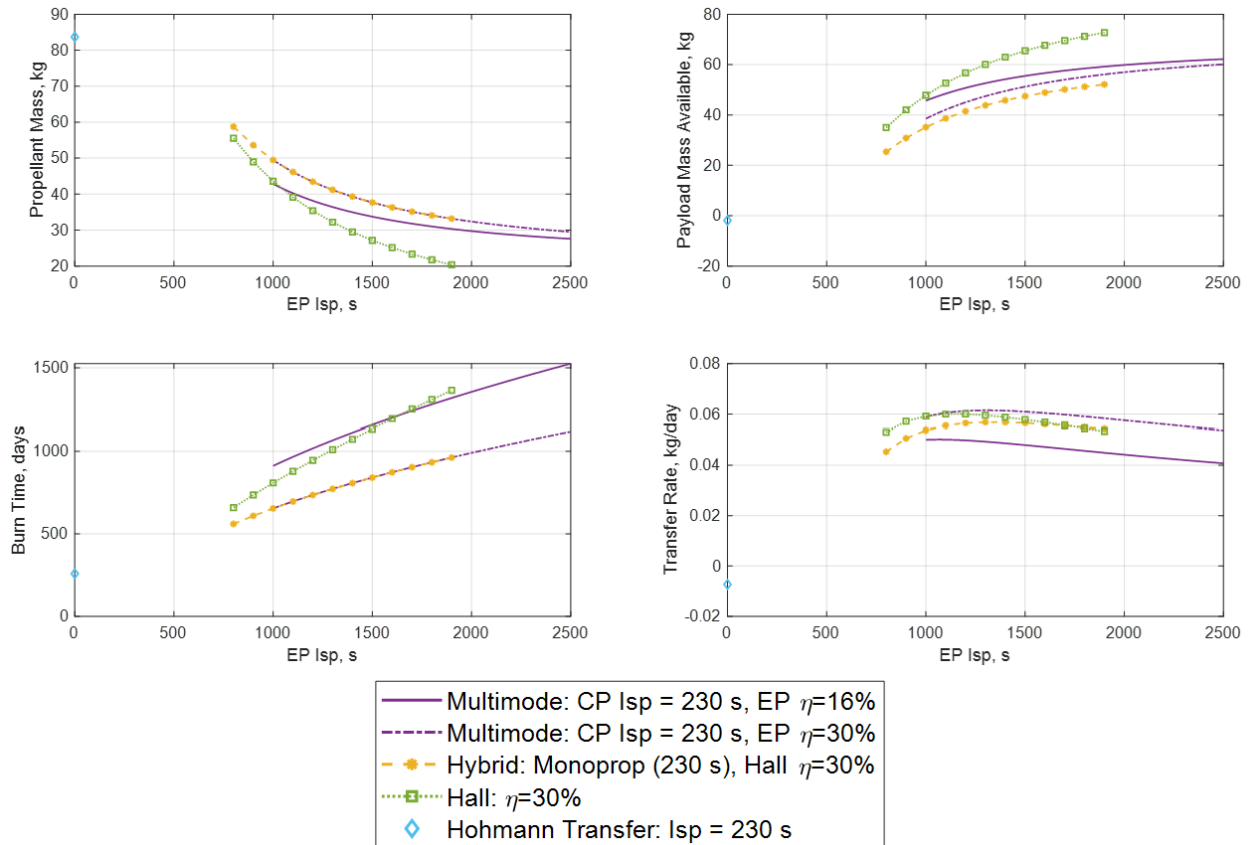 90
80
70
60
50
40
30
20
Propellant Mass, kg
0 500 1000 1500 2000 2500
EP Isp, s
80
60
40
20
0
-20
Payload Mass Available, kg
0 500 1000 1500 2000 2500
EP Isp, s
1500
1000
500
0
Burn Time, days
0 500 1000 1500 2000 2500
EP Isp, s
0.08
0.06
0.04
0.02
0
-0.02
Transfer Rate, kg/day
0 500 1000 1500 2000 2500
EP Isp, s
Multimode: CP Isp = 230 s, EP η=16%
Multimode: CP Isp = 230 s, EP η=30%
Hybrid: Monoprop (230 s), Hall η=30%
Hall: η=30%
Hohmann Transfer: Isp = 230 s